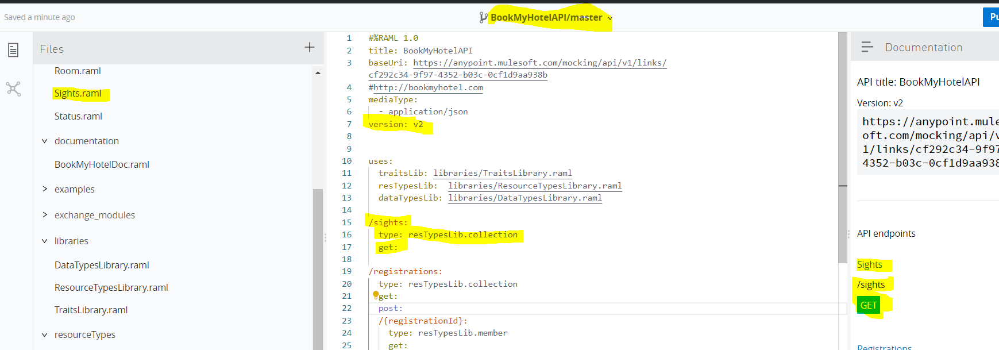 Saved a minute ago
BookMyHotelAPI/master
Files
Room.raml
Sights.raml
Status.raml
documentation
BookMyHotelDoc.raml
examples
exchange_modules
libraries
DataTypesLibrary.raml
ResourceTypesLibrary.raml
TraitsLibrary.raml
resourceTypes
1 #%RAML 1.0
2 title: BookMyHotelAPI
3 baseUri: https://anypoint.mulesoft.com/mocking/api/v1/links/
cf292c34-9f97-4352-b03c-0cf1d9aa938b
4 #http://bookmyhotel.com
5 mediaType:
6 - application/json
7 version: v2
8
9
10 uses:
11 traitsLib: libraries/TraitsLibrary.raml
12 resTypesLib: libraries/ResourceTypesLibrary.raml
13 dataTypesLib: libraries/DataTypesLibrary.raml
14
15 /sights:
16 type: resTypesLib.collection
17 get:
18
19 /registrations:
20 type: resTypesLib.collection
21 get:
22 post:
23 /{registrationId}:
24 type: resTypesLib.member
25 get:
Pu
Documentation
API title: BookMyHotelAPI
Version: v2
https://anypoint.mule
oft.com/mocking/api/v
1/links/cf292c34-9f97
4352-b03c-0cf1d9aa938
API endpoints
Sights
/sights
GET
Registrations